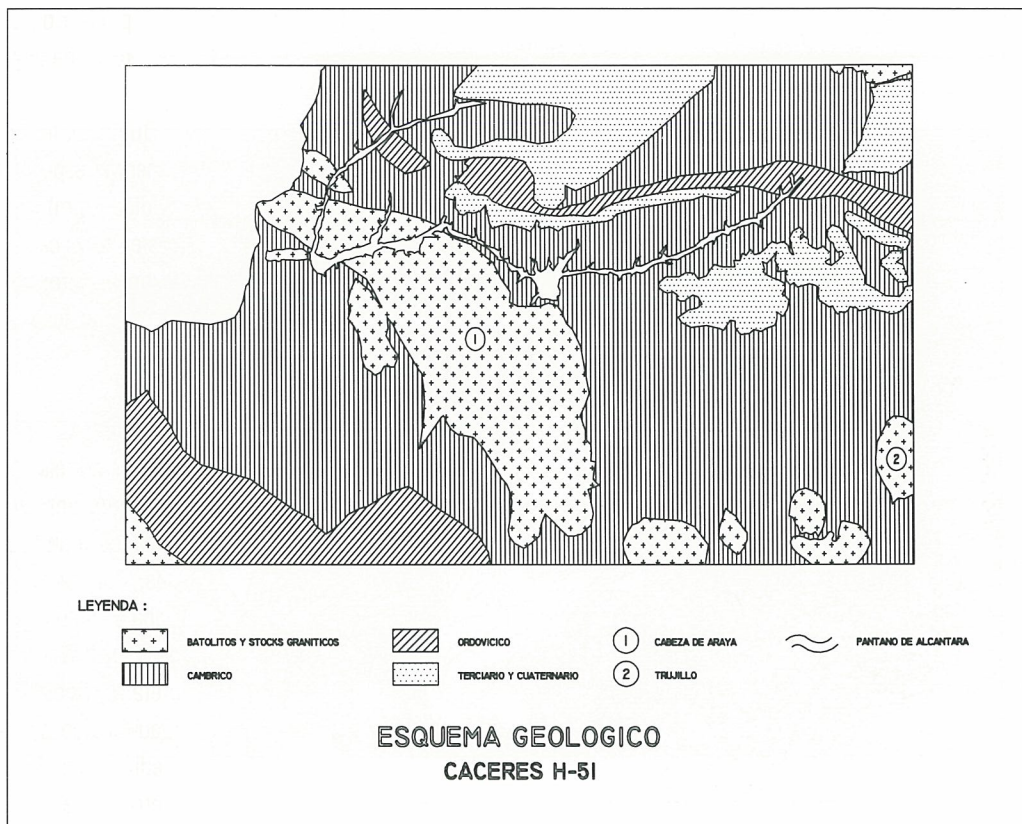 1
2
LEYENDA :
BATOLITOS Y STOCKS GRANITICOS
ORDOVICICO
1 CABEZA DE ARAYA
PANTANO DE ALCANTARA
CAMBRICO
TERCIARIO Y CUATERNARIO
2 TRUJILLO
ESQUEMA GEOLOGICO
CACERES H-51